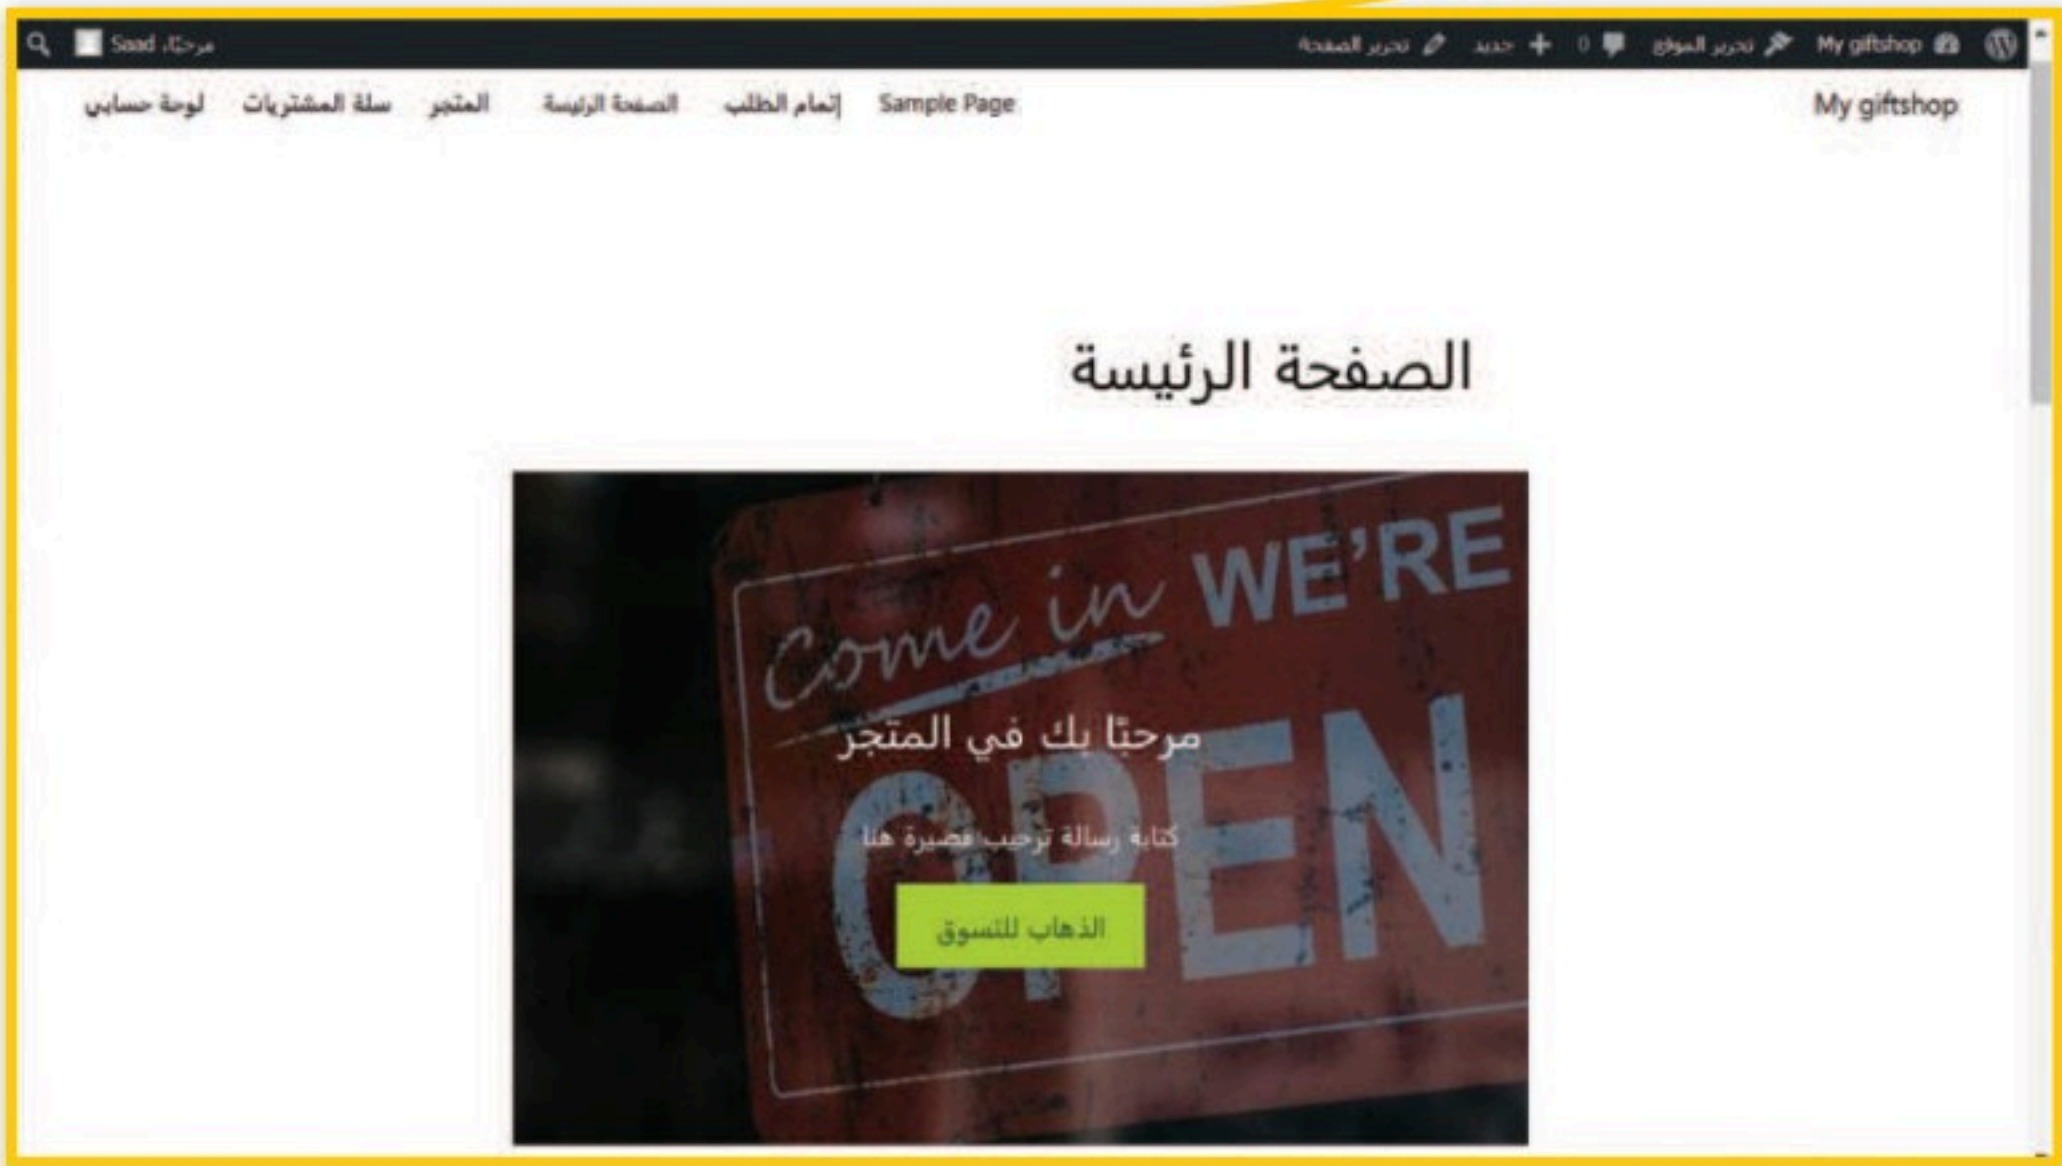 My giftshop تحرير الموقع 0 جديد تحرير الصفحة مرحبًا، Saad
My giftshop
Sample Page إتمام الطلب الصفحة الرئيسة المتجر سلة المشتريات لوحة حسابي
الصفحة الرئيسة
Come in WE'RE
OPEN
مرحبًا بك في المتجر
كتابة رسالة ترحيب قصيرة هنا
الذهاب للتسوق